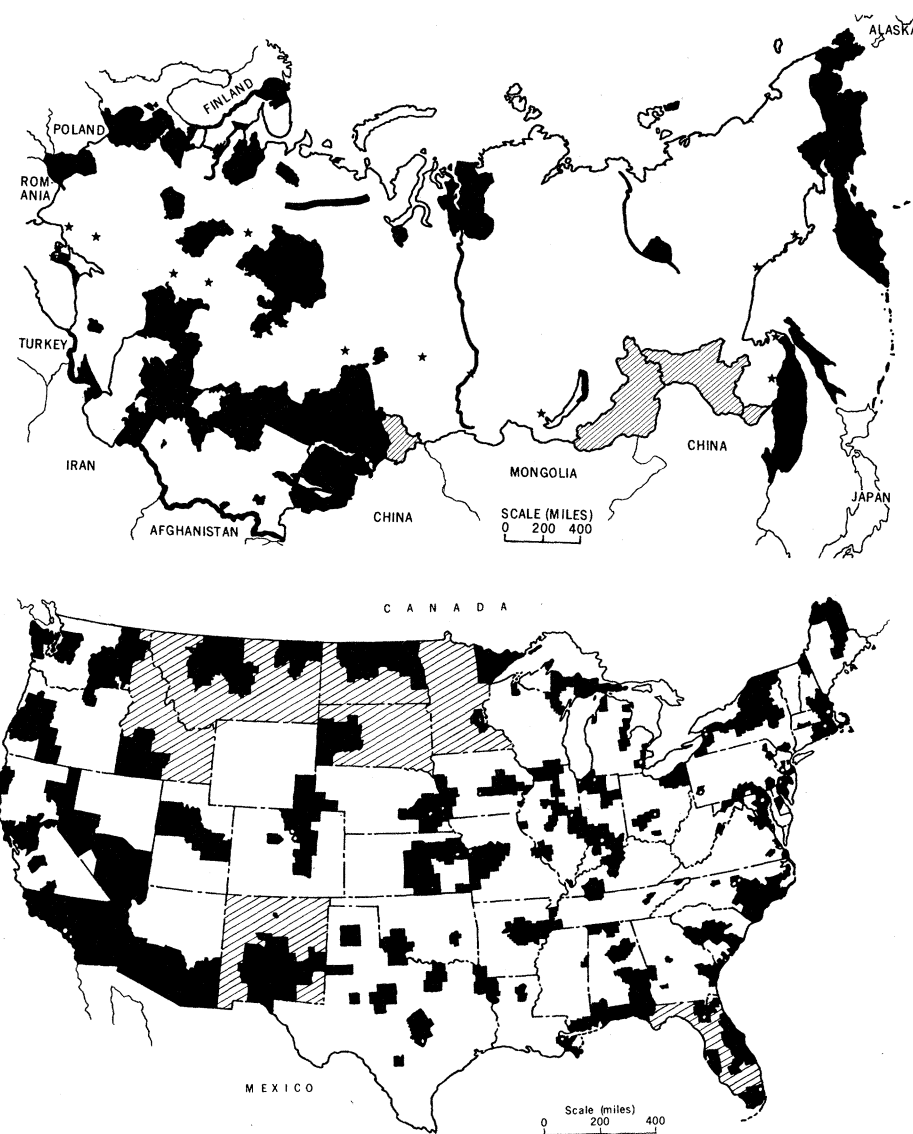 ALASKA
FINLAND
POLAND
ROM-
ANIA
TURKEY
IRAN
AFGHANISTAN
CHINA
MONGOLIA
CHINA
JAPAN
SCALE (MILES)
0 200 400
CANADA
MEXICO
Scale (miles)
0 200 400